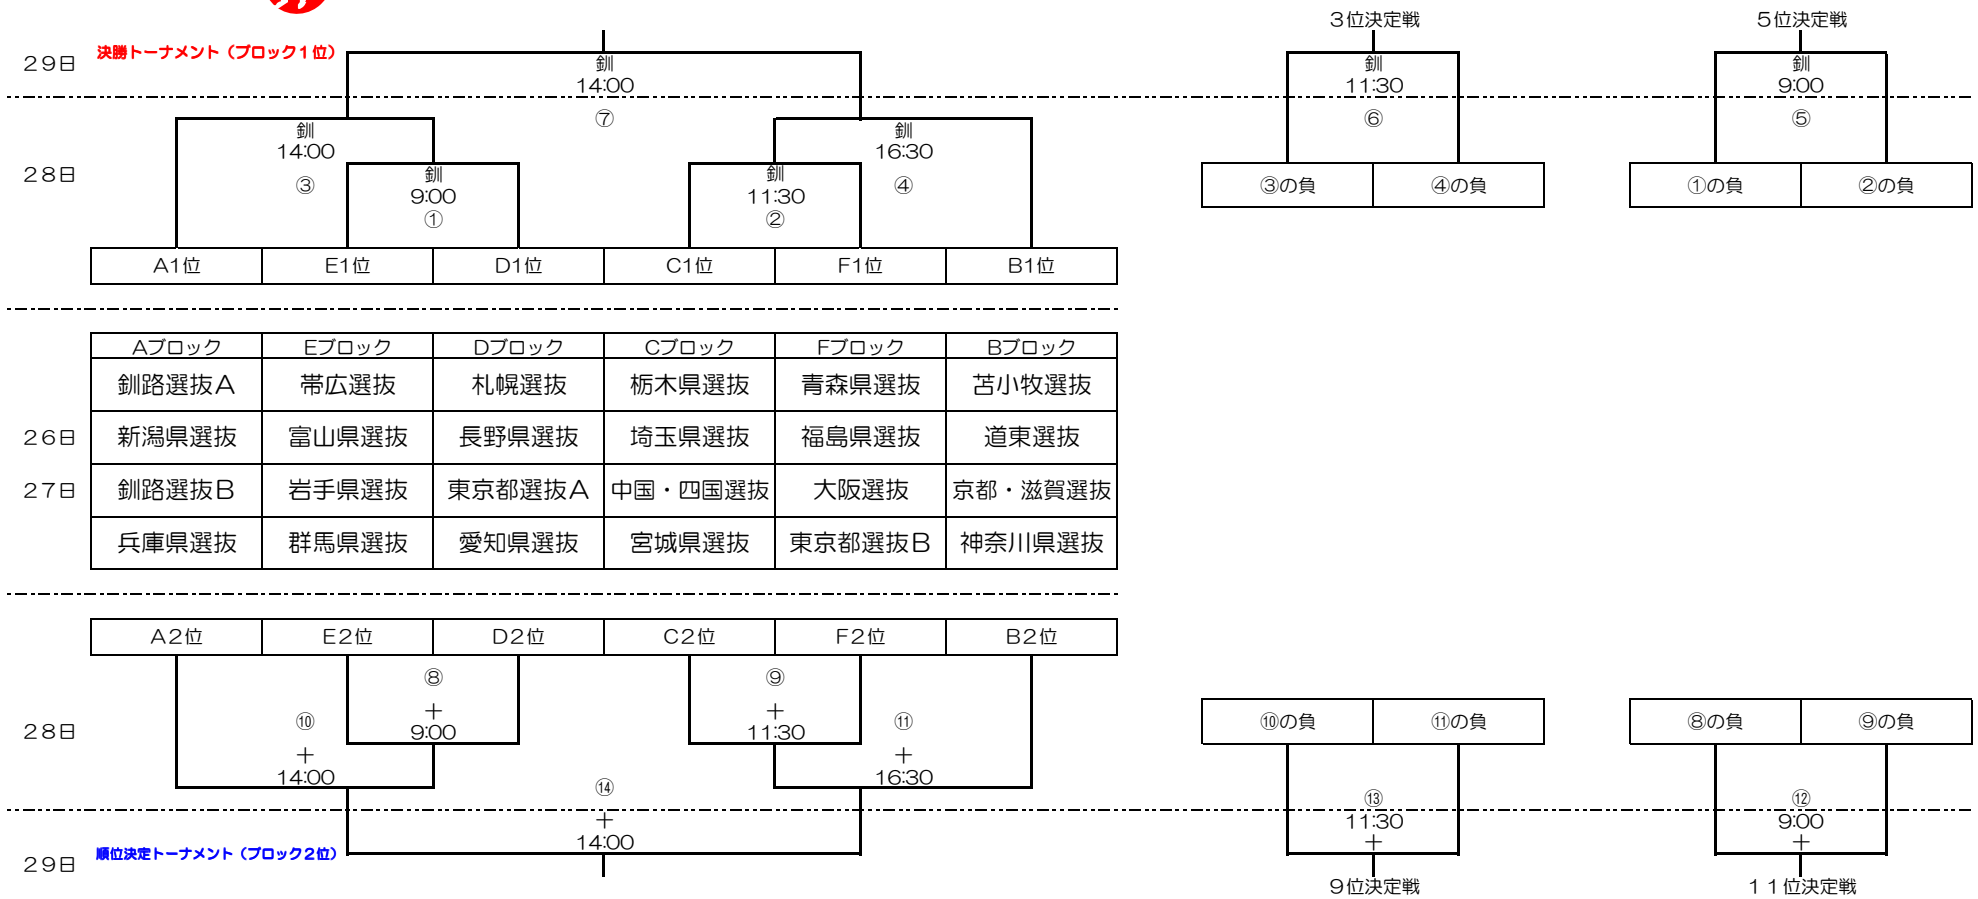 3位決定戦 5位決定戦
29日 決勝トーナメント（ブロック1位）
釧 釧 釧
14:00 11:30 9:00
⑦ ⑥ ⑤
釧 釧
14:00 16:30
28日 ③ 釧 釧 ④ ③の負 ④の負 ①の負 ②の負
9:00 11:30
① ②
A1位 E1位 D1位 C1位 F1位 B1位
Aブロック Eブロック Dブロック Cブロック Fブロック Bブロック
釧路選抜A 帯広選抜 札幌選抜 栃木県選抜 青森県選抜 苫小牧選抜
26日 新潟県選抜 富山県選抜 長野県選抜 埼玉県選抜 福島県選抜 道東選抜
27日 釧路選抜B 岩手県選抜 東京都選抜A 中国・四国選抜 大阪選抜 京都・滋賀選抜
兵庫県選抜 群馬県選抜 愛知県選抜 宮城県選抜 東京都選抜B 神奈川県選抜
A2位 E2位 D2位 C2位 F2位 B2位
⑧ ⑨
28日 ⑩ 十 十 ⑪ ⑩の負 ⑪の負 ⑧の負 ⑨の負
9:00 11:30
十 十
14:00 16:30
⑭ ⑬ ⑫
十 11:30 9:00
14:00 十 十
29日 順位決定トーナメント（ブロック2位）
9位決定戦 11位決定戦